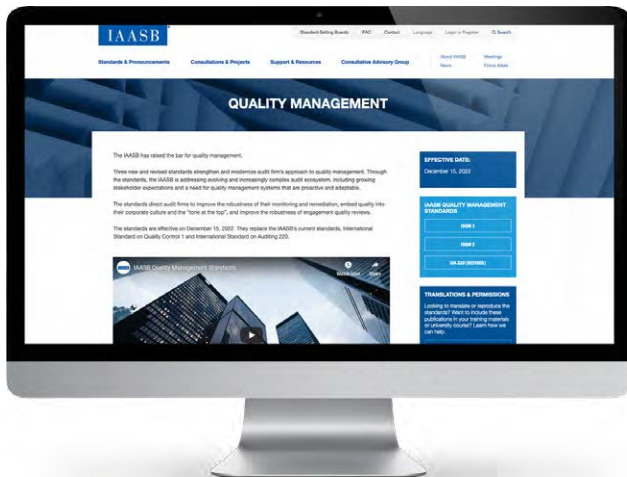 IAASB
Standard-Setting Boards IFAC Contact Language Login or Register Search
Standards & Pronouncements Consultations & Projects Support & Resources Consultative Advisory Group About IAASB Meetings
News Focus Areas
QUALITY MANAGEMENT
The IAASB has raised the bar for quality management.
Three new and revised standards strengthen and modernize audit firm's approach to quality management. Through
the standards, the IAASB is addressing evolving and increasingly complex audit ecosystem, including growing
stakeholder expectations and a need for quality management systems that are proactive and adaptable.
The standards direct audit firms to improve the robustness of their monitoring and remediation, embed quality into
their corporate culture and the "tone at the top", and improve the robustness of engagement quality reviews.
The standards are effective on December 15, 2022. They replace the IAASB's current standards, International
Standard on Quality Control 1 and International Standard on Auditing 220.
IAASB Quality Management Standards
Watch later Share
EFFECTIVE DATE:
December 15, 2022
IAASB QUALITY MANAGEMENT
STANDARDS
ISQM 1
ISQM 2
ISA 220 (REVISED)
TRANSLATIONS & PERMISSIONS
Looking to translate or reproduce the
standards? Want to include these
publications in your training materials
or university course? Learn how we
can help.